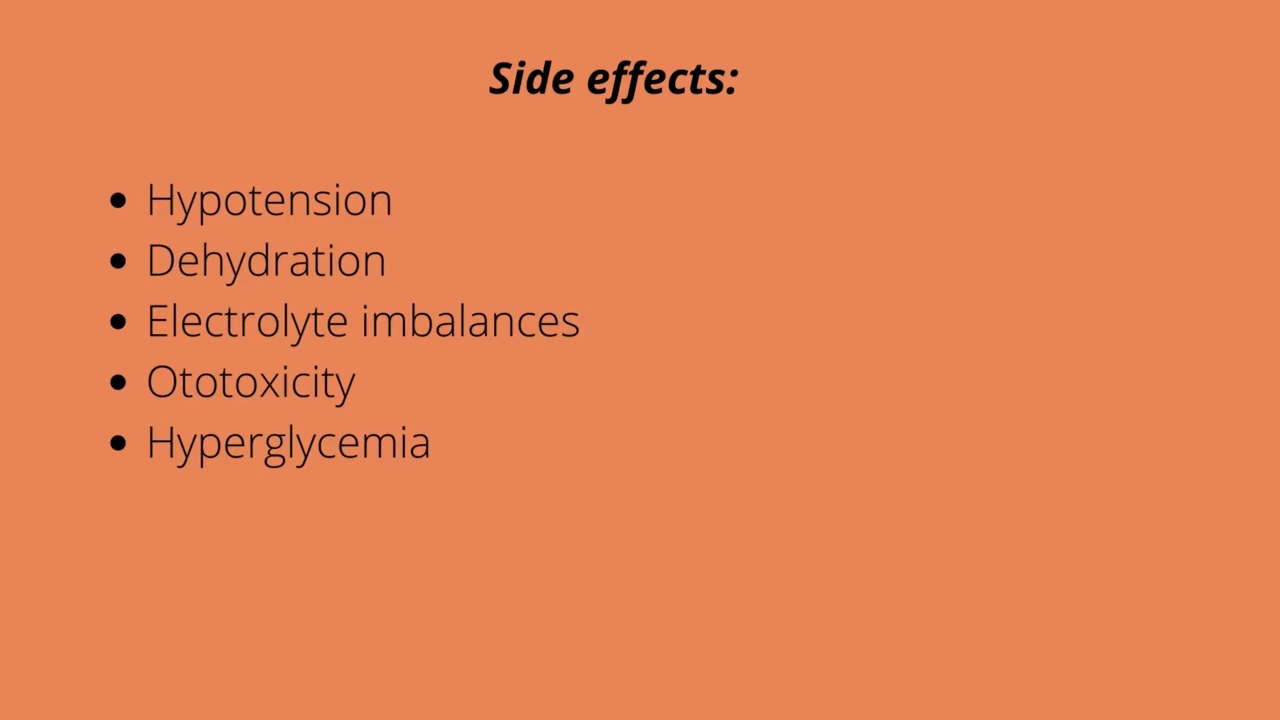 Side effects:
• Hypotension
• Dehydration
• Electrolyte imbalances
• Ototoxicity
• Hyperglycemia